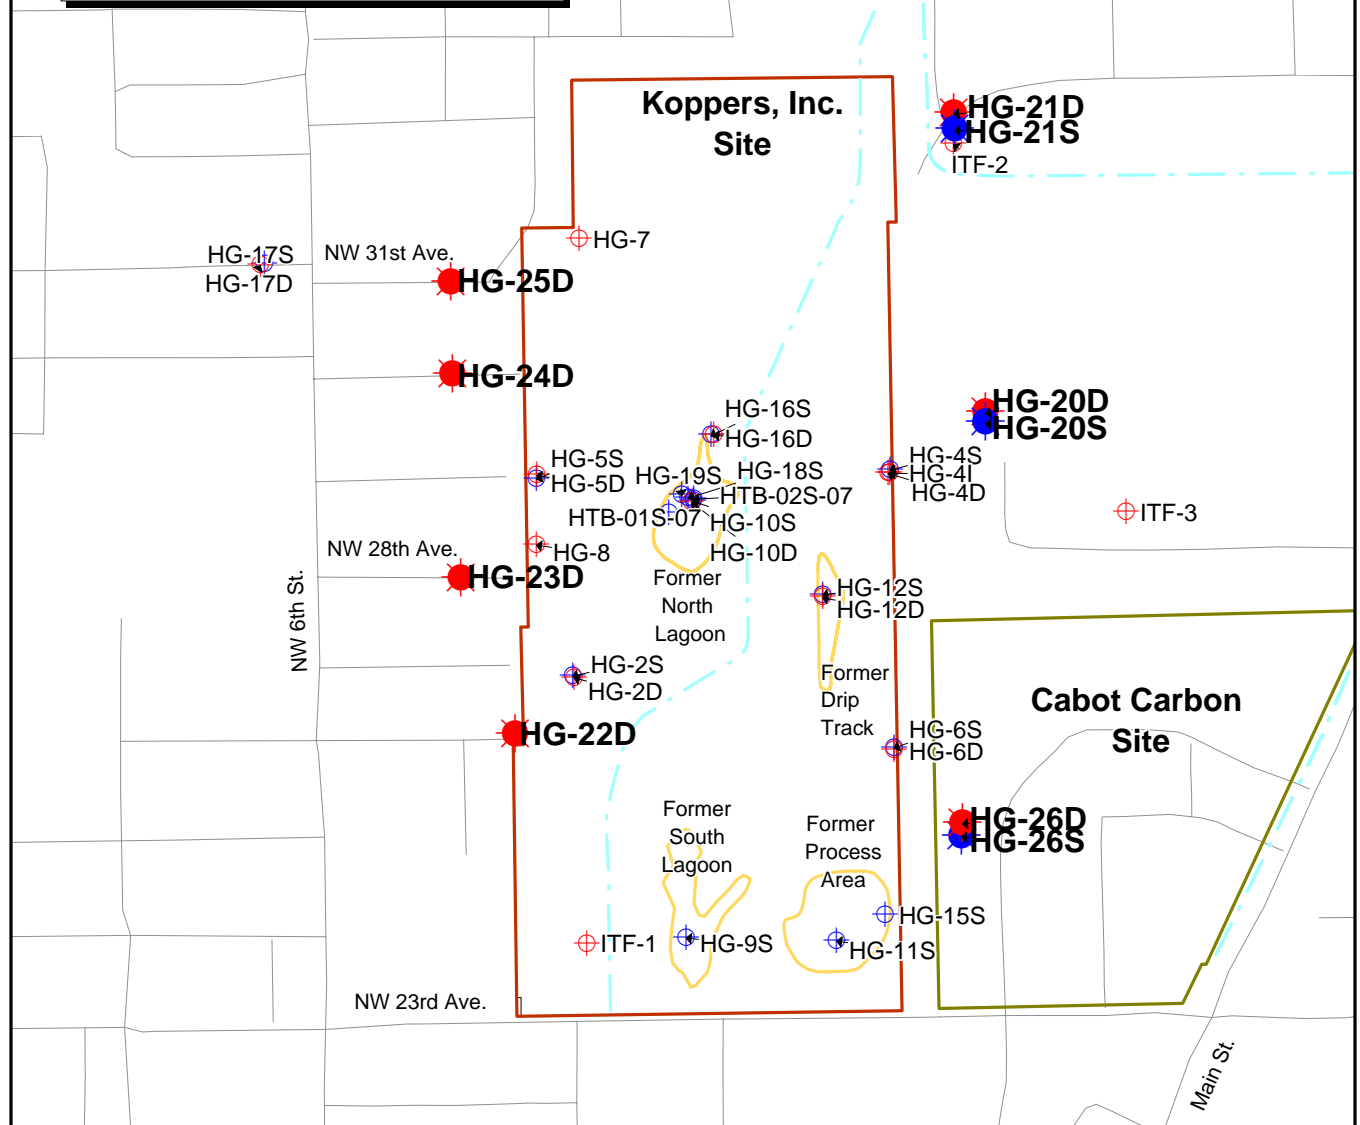 Koppers, Inc.
Site
HG-21D
HG-21S
ITF-2
HG-7
HG-17S
HG-17D
NW 31st Ave.
HG-25D
HG-24D
HG-20D
HG-20S
HG-16S
HG-16D
HG-5S
HG-5D
HG-19S
HG-18S
HTB-02S-07
HTB-01S-07
HG-10S
HG-10D
HG-4S
HG-4I
HG-4D
ITF-3
NW 28th Ave.
HG-8
HG-23D
Former
North
Lagoon
HG-12S
HG-12D
NW 6th St.
HG-2S
HG-2D
Former
Drip
Track
HG-22D
HG-6S
HG-6D
Cabot Carbon
Site
HG-26D
HG-26S
Former
South
Lagoon
Former
Process
Area
HG-15S
HG-11S
HG-9S
ITF-1
NW 23rd Ave.
Main St.